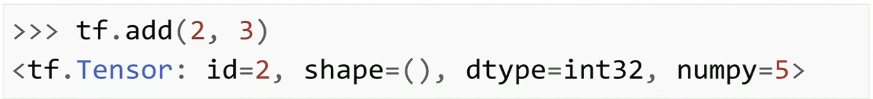 >>> tf.add(2, 3)
<tf.Tensor: id=2, shape=(), dtype=int32, numpy=5>